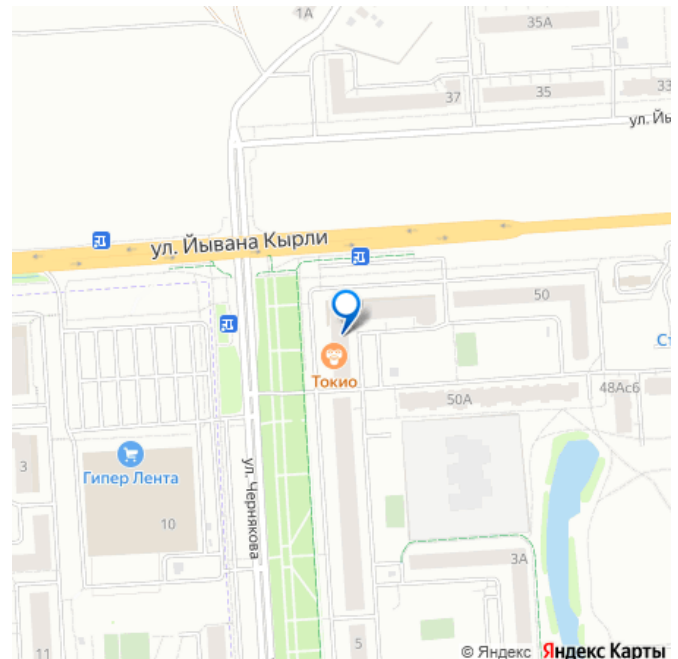 1А
35А
37
35
33
ул. Йы
ул. Йывана Кырли
50
Ст
Токио
48Ас6
50А
3
Гипер Лента
ул. Чернякова
10
3А
11
5
© Яндекс Яндекс Карты